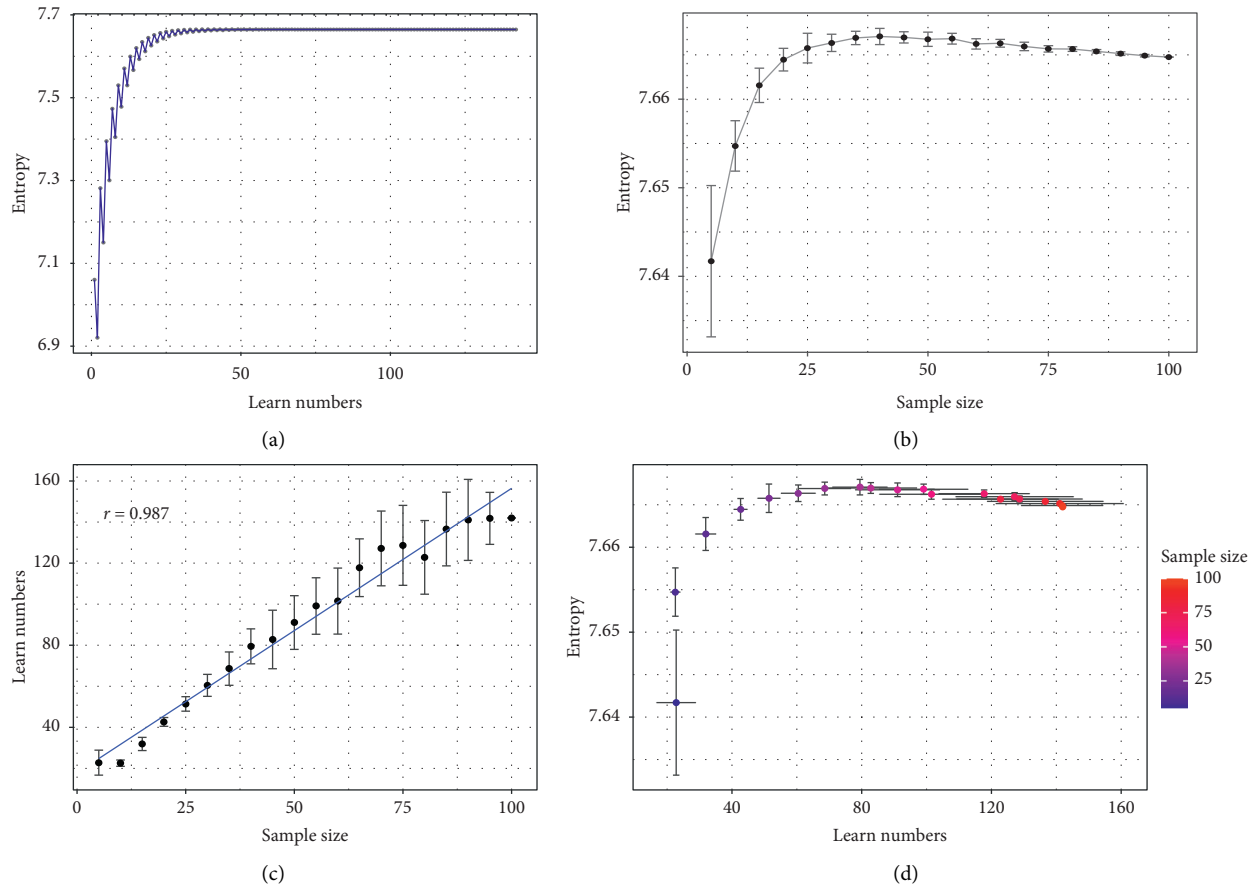 7.7
7.5
7.3
7.1
6.9
Entropy
0
50
100
Learn numbers
(a)
7.66
7.65
7.64
Entropy
0
25
50
75
100
Sample size
(b)
160
120
80
40
Learn numbers
r = 0.987
0
25
50
75
100
Sample size
(c)
7.66
7.65
7.64
Entropy
40
80
120
160
Learn numbers
Sample size
100
75
50
25
(d)